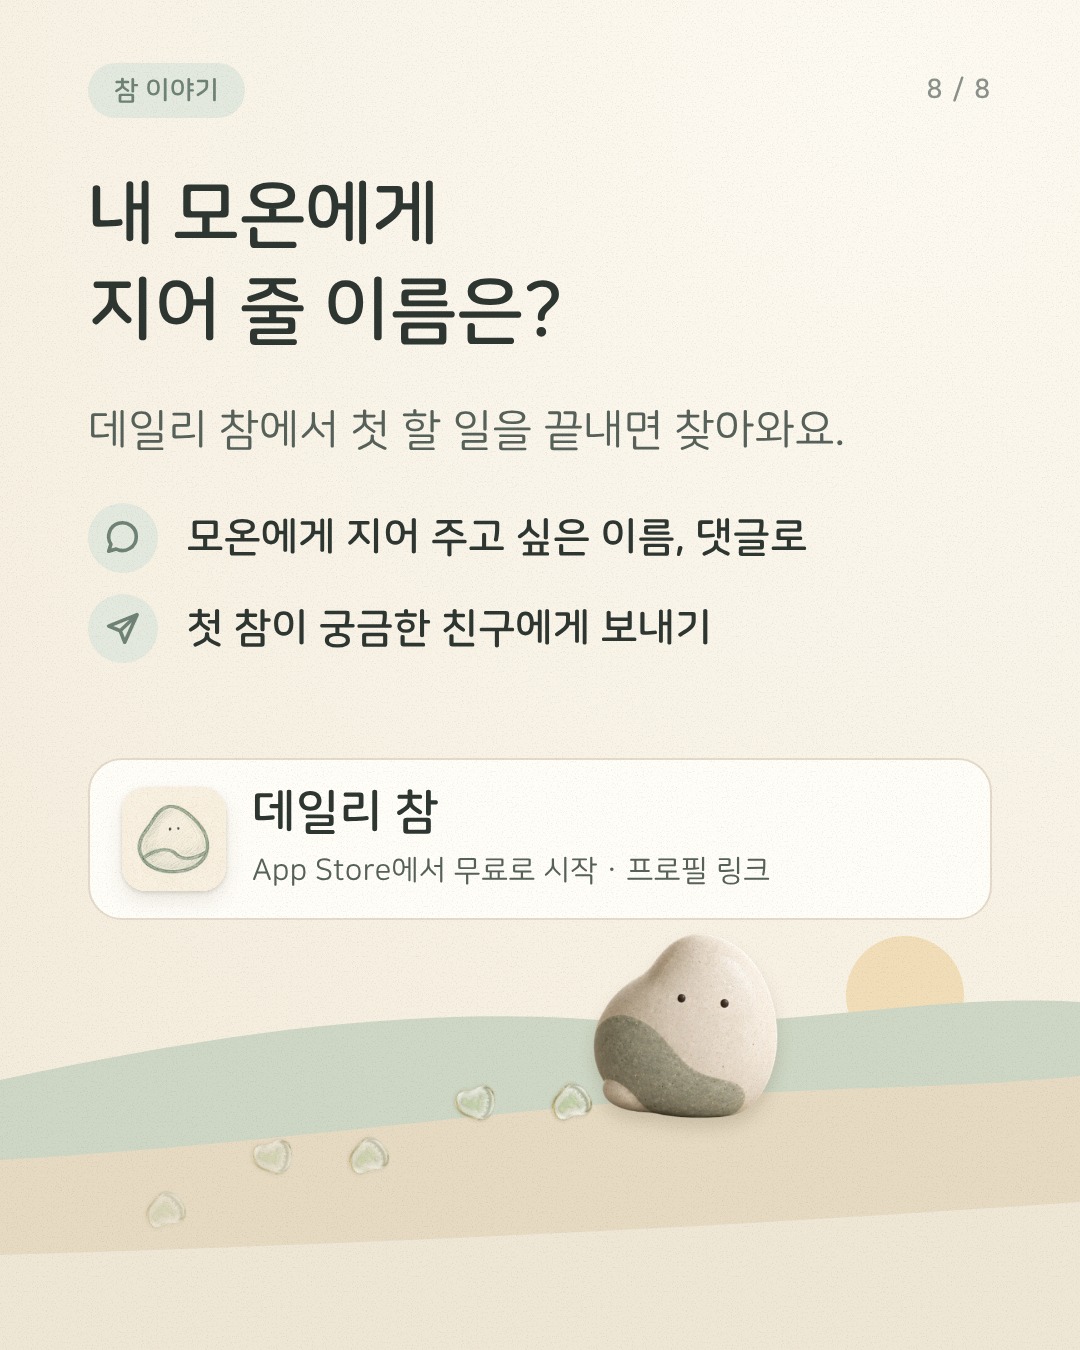 참 이야기
8 / 8
내 모온에게
지어 줄 이름은?
데일리 참에서 첫 할 일을 끝내면 찾아와요.
모온에게 지어 주고 싶은 이름, 댓글로
첫 참이 궁금한 친구에게 보내기
데일리 참
App Store에서 무료로 시작 · 프로필 링크